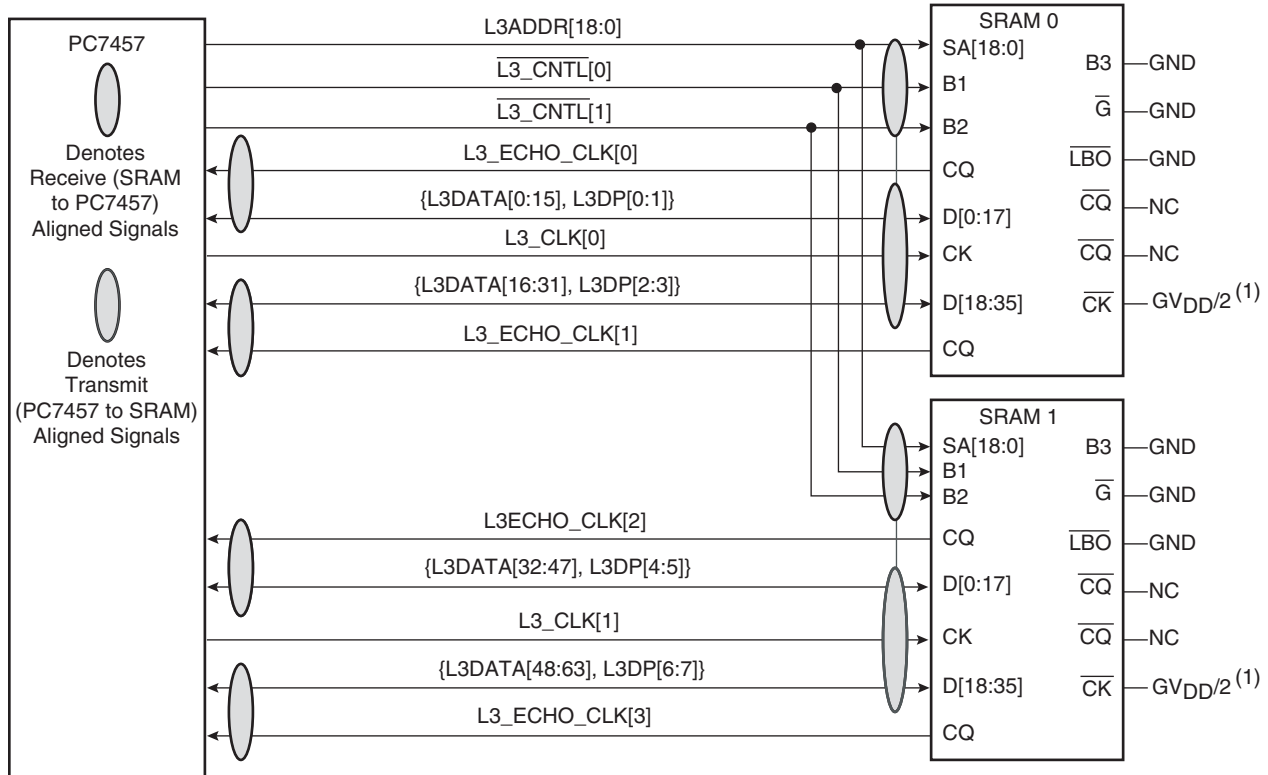 PC7457
Denotes
Receive (SRAM
to PC7457)
Aligned Signals
Denotes
Transmit
(PC7457 to SRAM)
Aligned Signals
L3ADDR[18:0]
L3_CNTL[0]
L3_CNTL[1]
L3_ECHO_CLK[0]
{L3DATA[0:15], L3DP[0:1]}
L3_CLK[0]
{L3DATA[16:31], L3DP[2:3]}
L3_ECHO_CLK[1]
SRAM 0
SA[18:0]
B1
B2
CQ
D[0:17]
CK
D[18:35]
CQ
B3 GND
G GND
LBO GND
CQ NC
CQ NC
CK GVDD/2 (1)
L3ECHO_CLK[2]
{L3DATA[32:47], L3DP[4:5]}
L3_CLK[1]
{L3DATA[48:63], L3DP[6:7]}
L3_ECHO_CLK[3]
SRAM 1
SA[18:0]
B1
B2
CQ
D[0:17]
CK
D[18:35]
CQ
B3 GND
G GND
LBO GND
CQ NC
CQ NC
CK GVDD/2 (1)